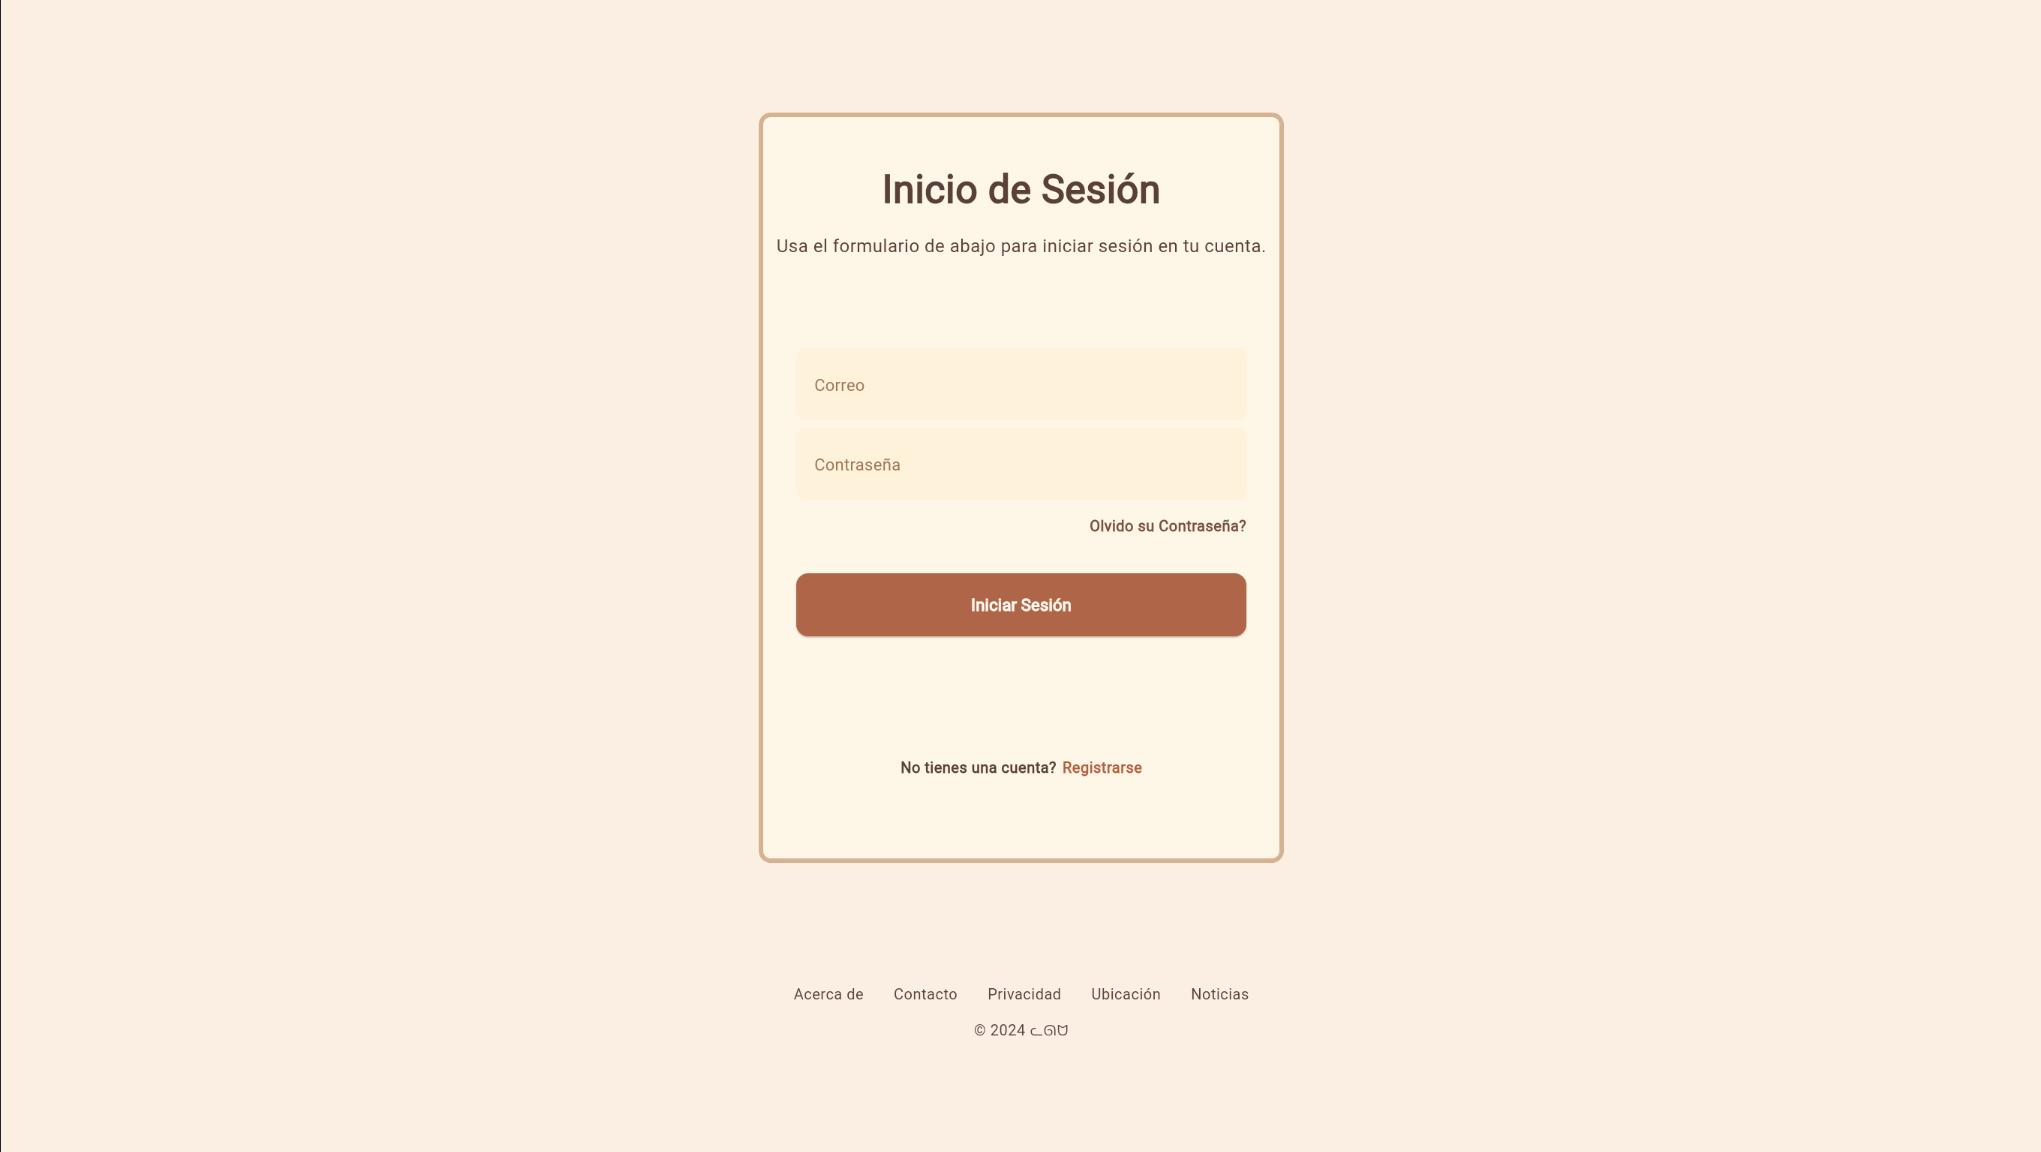 Inicio de Sesión
Usa el formulario de abajo para iniciar sesión en tu cuenta.
Correo
Contraseña
Olvido su Contraseña?
Iniciar Sesión
No tienes una cuenta? Registrarse
Acerca de Contacto Privacidad Ubicación Noticias
© 2024